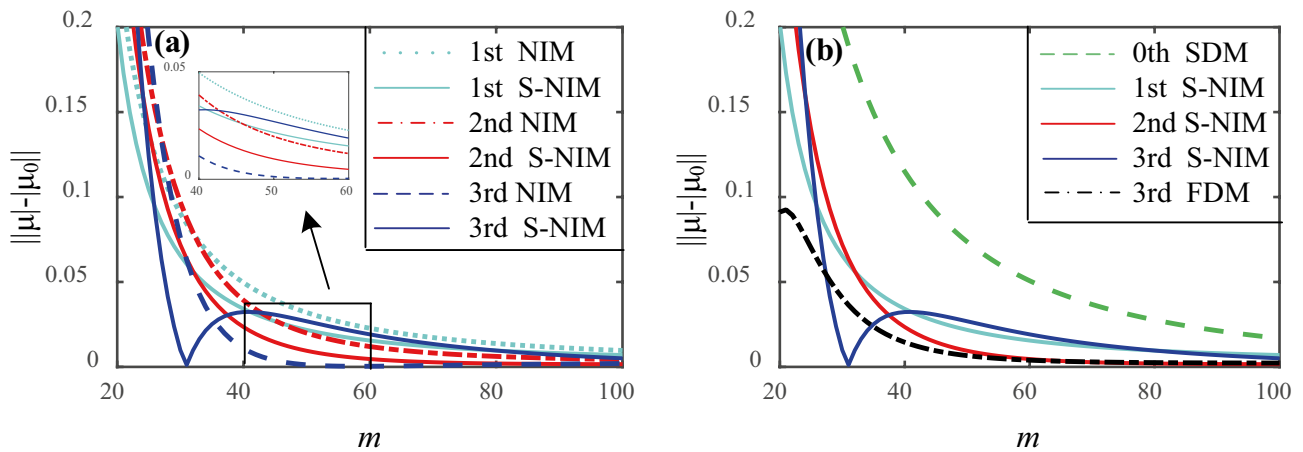 (a)
0.2
0.15
0.1
0.05
0
20
40
60
80
100
m
||μ|-|μ₀||
1st NIM
1st S-NIM
2nd NIM
2nd S-NIM
3rd NIM
3rd S-NIM
0.05
0
40
50
60
(b)
0.2
0.15
0.1
0.05
0
20
40
60
80
100
m
||μ|-|μ₀||
0th SDM
1st S-NIM
2nd S-NIM
3rd S-NIM
3rd FDM